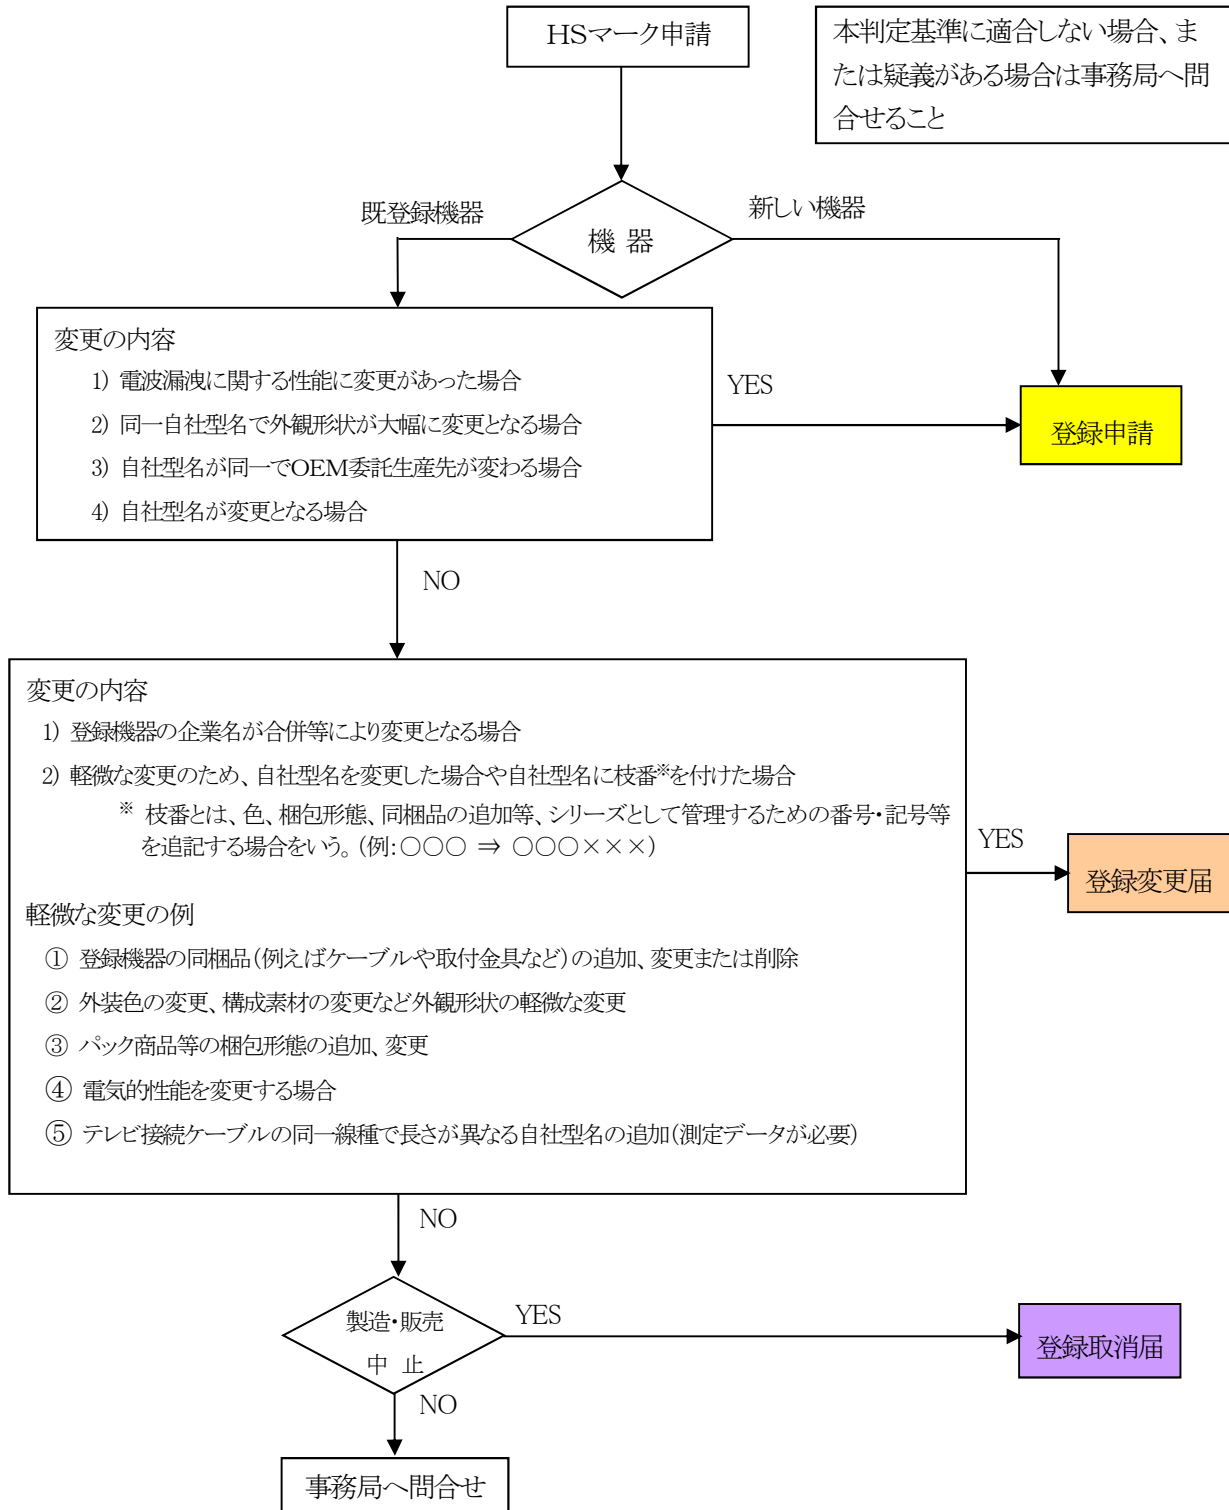 HSマーク申請
本判定基準に適合しない場合、ま
たは疑義がある場合は事務局へ問
合せること
既登録機器
新しい機器
機 器
変更の内容
1) 電波漏洩に関する性能に変更があった場合
2) 同一自社型名で外観形状が大幅に変更となる場合
3) 自社型名が同一でOEM委託生産先が変わる場合
4) 自社型名が変更となる場合
YES
登録申請
NO
変更の内容
1) 登録機器の企業名が合併等により変更となる場合
2) 軽微な変更のため、自社型名を変更した場合や自社型名に枝番※を付けた場合
※ 枝番とは、色、梱包形態、同梱品の追加等、シリーズとして管理するための番号・記号等
を追記する場合をいう。(例:○○○ ⇒ ○○○×××)
軽微な変更の例
① 登録機器の同梱品(例えばケーブルや取付金具など)の追加、変更または削除
② 外装色の変更、構成素材の変更など外観形状の軽微な変更
③ パック商品等の梱包形態の追加、変更
④ 電気的性能を変更する場合
⑤ テレビ接続ケーブルの同一線種で長さが異なる自社型名の追加(測定データが必要)
YES
登録変更届
NO
製造・販売
中 止
YES
登録取消届
NO
事務局へ問合せ